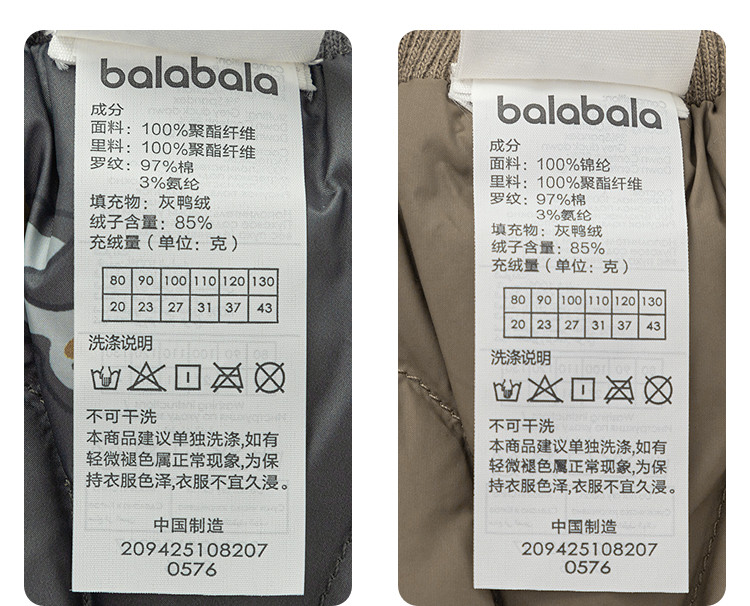 balabala
成分
面料：100%聚酯纤维
里料：100%聚酯纤维
罗纹：97%棉
3%氨纶
填充物：灰鸭绒
绒子含量：85%
充绒量（单位：克）
80 90 100 110 120 130
20 23 27 31 37 43
洗涤说明
不可干洗
本商品建议单独洗涤,如有
轻微褪色属正常现象,为保
持衣服色泽,衣服不宜久浸。
中国制造
209425108207
0576
balabala
成分
面料：100%锦纶
里料：100%聚酯纤维
罗纹：97%棉
3%氨纶
填充物：灰鸭绒
绒子含量：85%
充绒量（单位：克）
80 90 100 110 120 130
20 23 27 31 37 43
洗涤说明
不可干洗
本商品建议单独洗涤,如有
轻微褪色属正常现象,为保
持衣服色泽,衣服不宜久浸。
中国制造
209425108207
0576